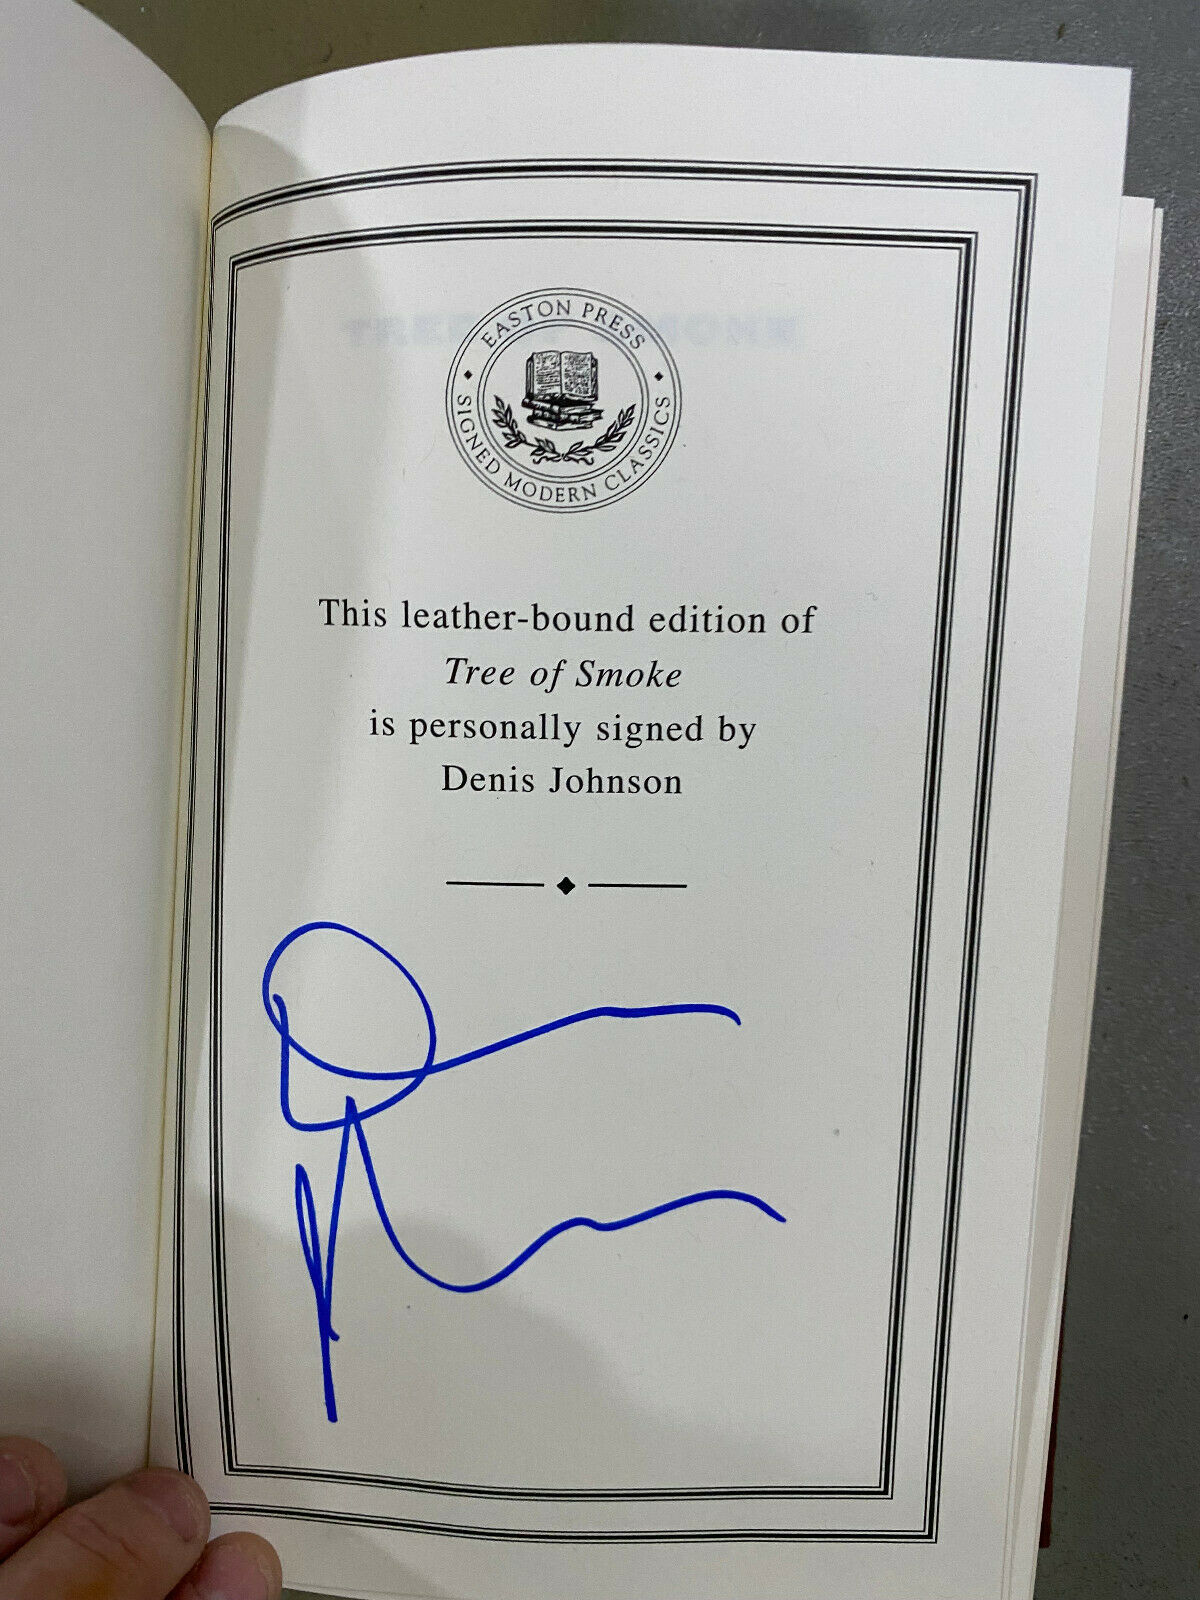 EASTON PRESS
SIGNED MODERN CLASSICS
This leather-bound edition of
Tree of Smoke
is personally signed by
Denis Johnson